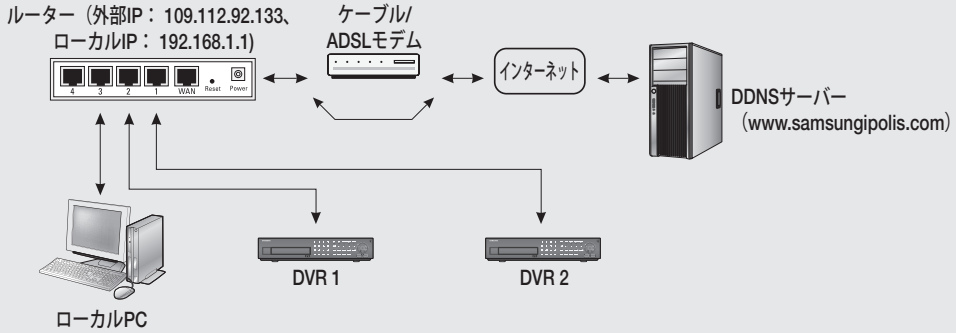 ルーター（外部IP： 109.112.92.133、
ローカルIP： 192.168.1.1)
ケーブル/
ADSLモデム
インターネット
DDNSサーバー
（www.samsungipolis.com）
4 3 2 1 WAN Reset Power
DVR 1
DVR 2
ローカルPC